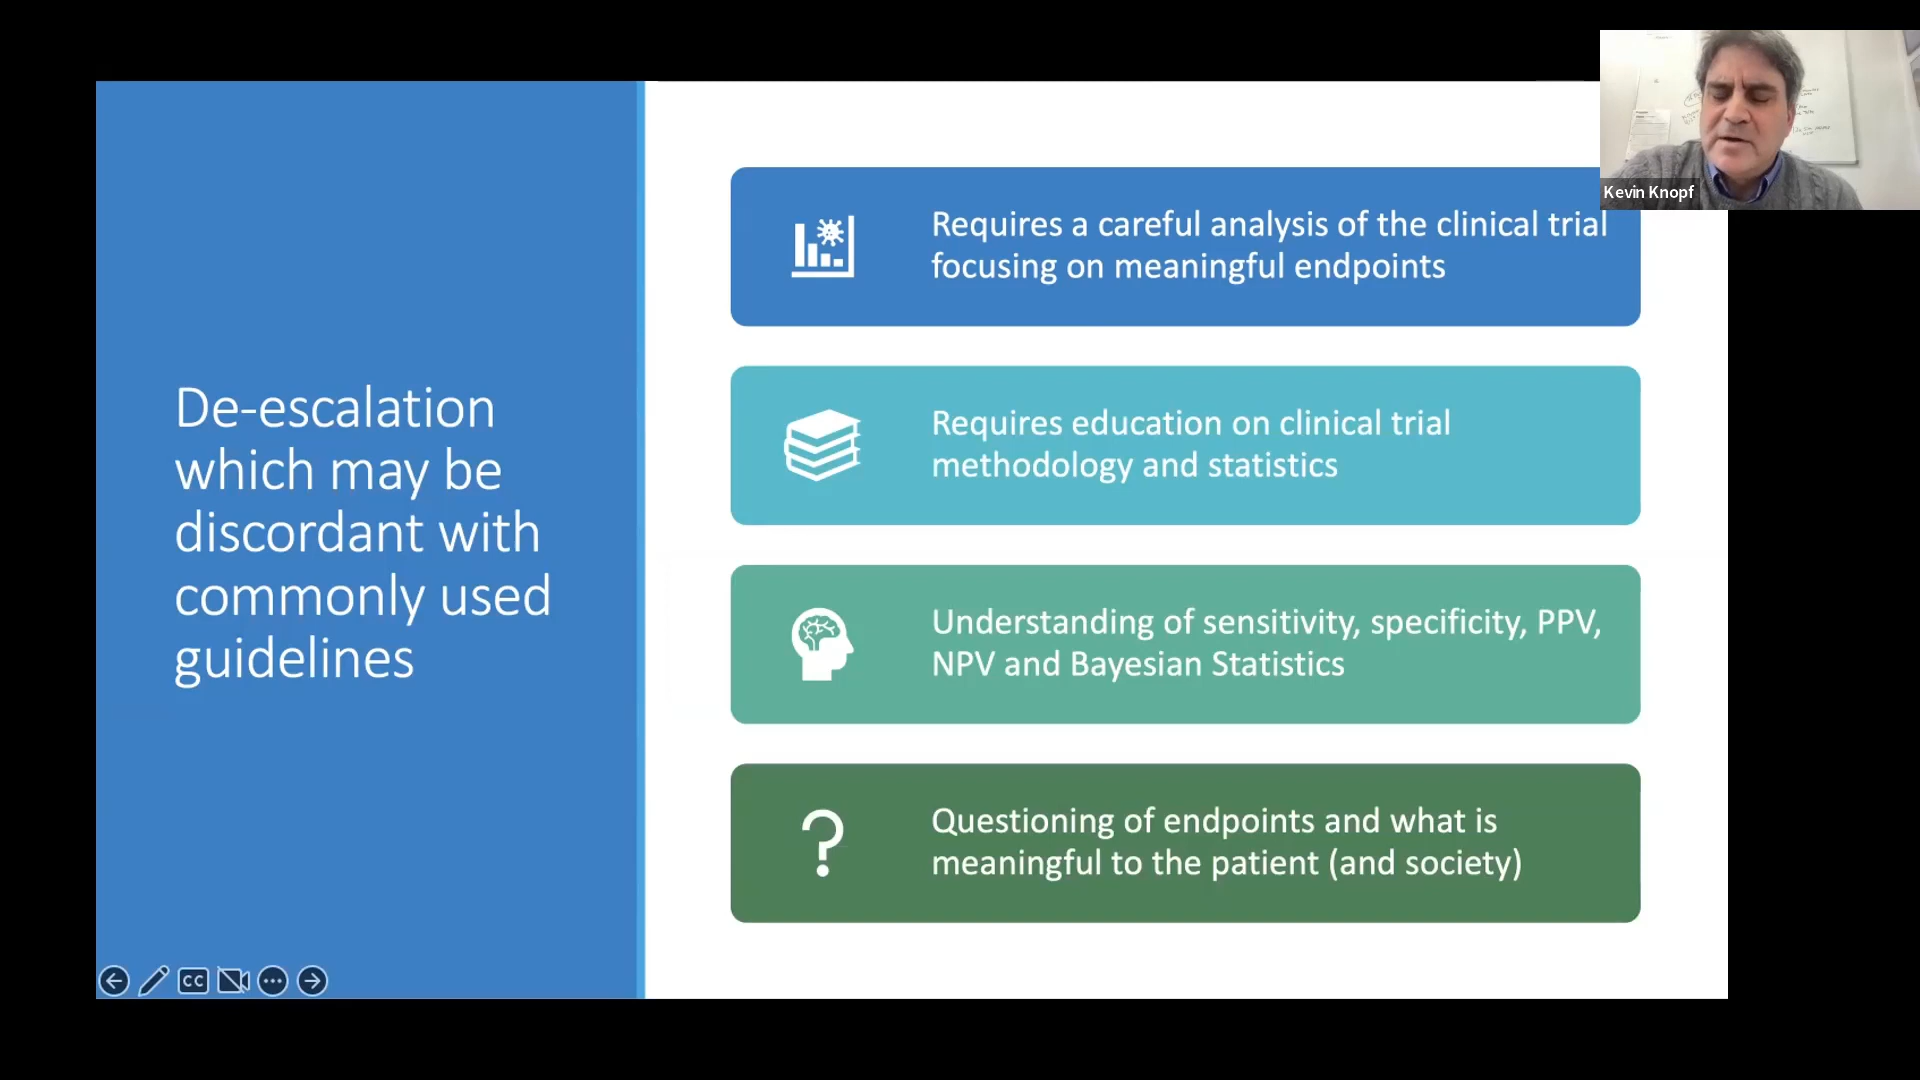 De-escalation
which may be
discordant with
commonly used
guidelines
Requires a careful analysis of the clinical trial
focusing on meaningful endpoints
Requires education on clinical trial
methodology and statistics
Understanding of sensitivity, specificity, PPV,
NPV and Bayesian Statistics
Questioning of endpoints and what is
meaningful to the patient (and society)
Kevin Knopf
CC